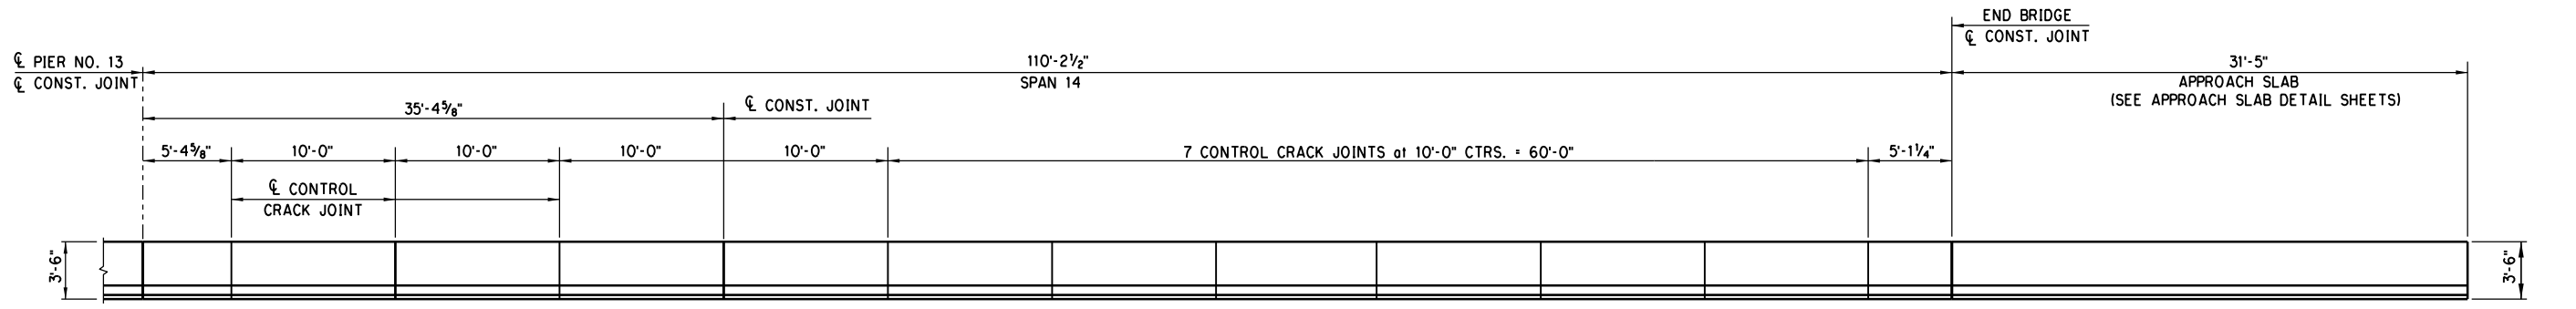 END BRIDGE
℄ CONST. JOINT
℄ PIER NO. 13
℄ CONST. JOINT
110'-2½"
SPAN 14
31'-5"
APPROACH SLAB
(SEE APPROACH SLAB DETAIL SHEETS)
35'-4⅝"
℄ CONST. JOINT
5'-4⅝"
10'-0"
10'-0"
10'-0"
10'-0"
7 CONTROL CRACK JOINTS at 10'-0" CTRS. = 60'-0"
5'-1¼"
℄ CONTROL
CRACK JOINT
3'-6"
3'-6"